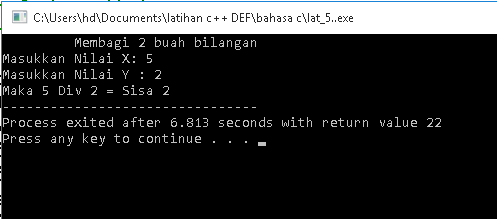 C:\Users\hd\Documents\latihan c++ DEF\bahasa c\lat_5..exe
Membagi 2 buah bilangan
Masukkan Nilai X: 5
Masukkan Nilai Y : 2
Maka 5 Div 2 = Sisa 2
--------------------------------
Process exited after 6.813 seconds with return value 22
Press any key to continue . . .